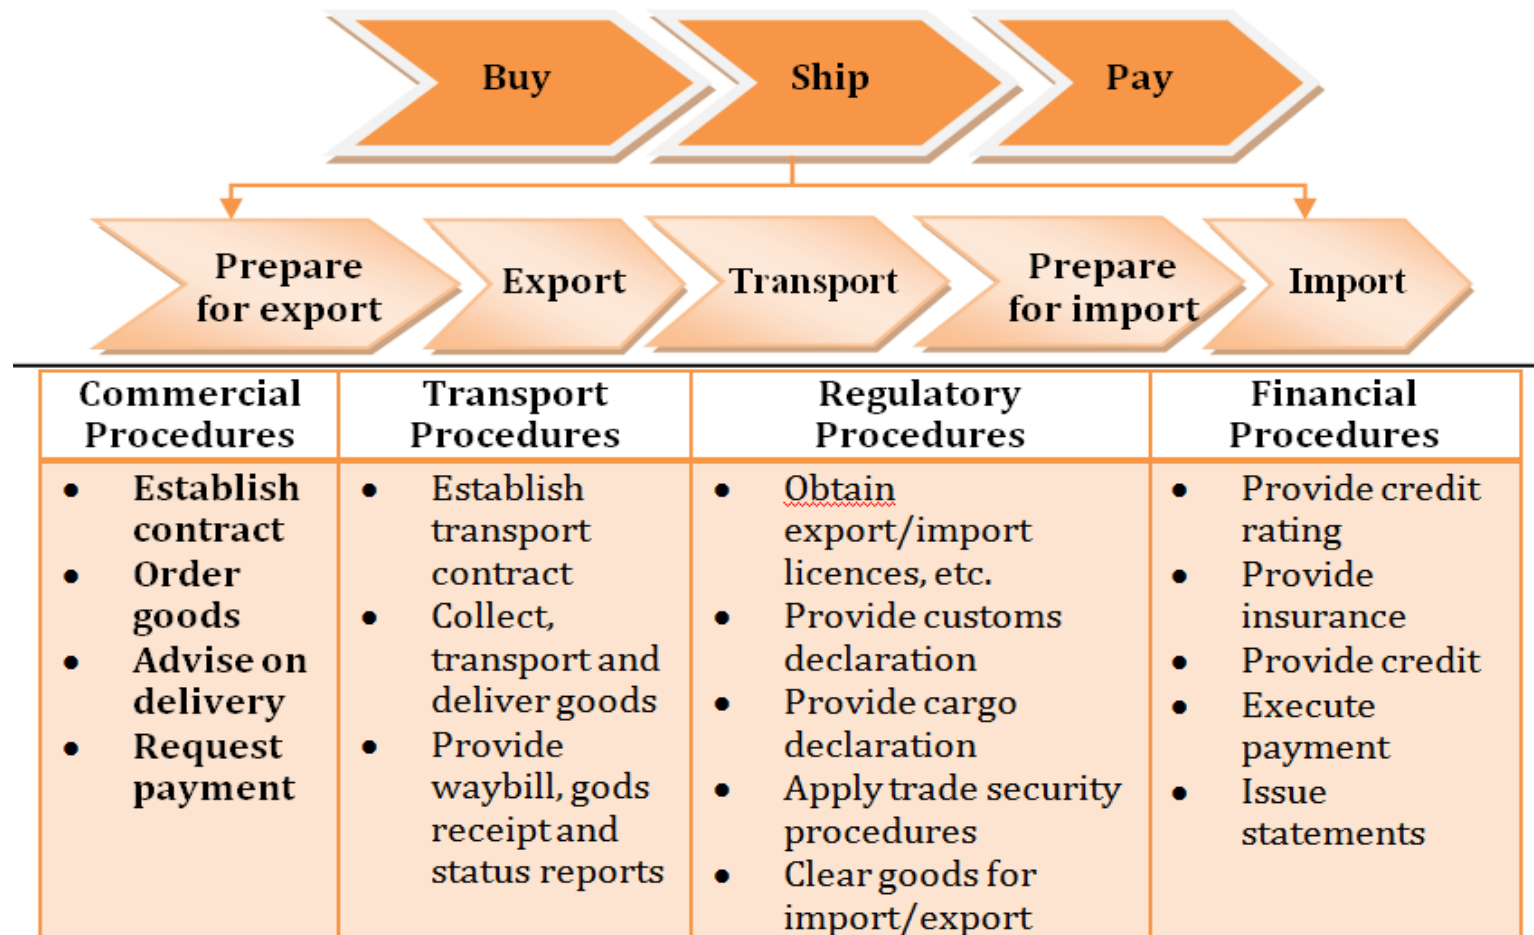 Buy
Ship
Pay
Prepare
for export
Export
Transport
Prepare
for import
Import
Commercial
Procedures
Transport
Procedures
Regulatory
Procedures
Financial
Procedures
• Establish
contract
• Order
goods
• Advise on
delivery
• Request
payment
• Establish
transport
contract
• Collect,
transport and
deliver goods
• Provide
waybill, gods
receipt and
status reports
• Obtain
export/import
licences, etc.
• Provide customs
declaration
• Provide cargo
declaration
• Apply trade security
procedures
• Clear goods for
import/export
• Provide credit
rating
• Provide
insurance
• Provide credit
• Execute
payment
• Issue
statements